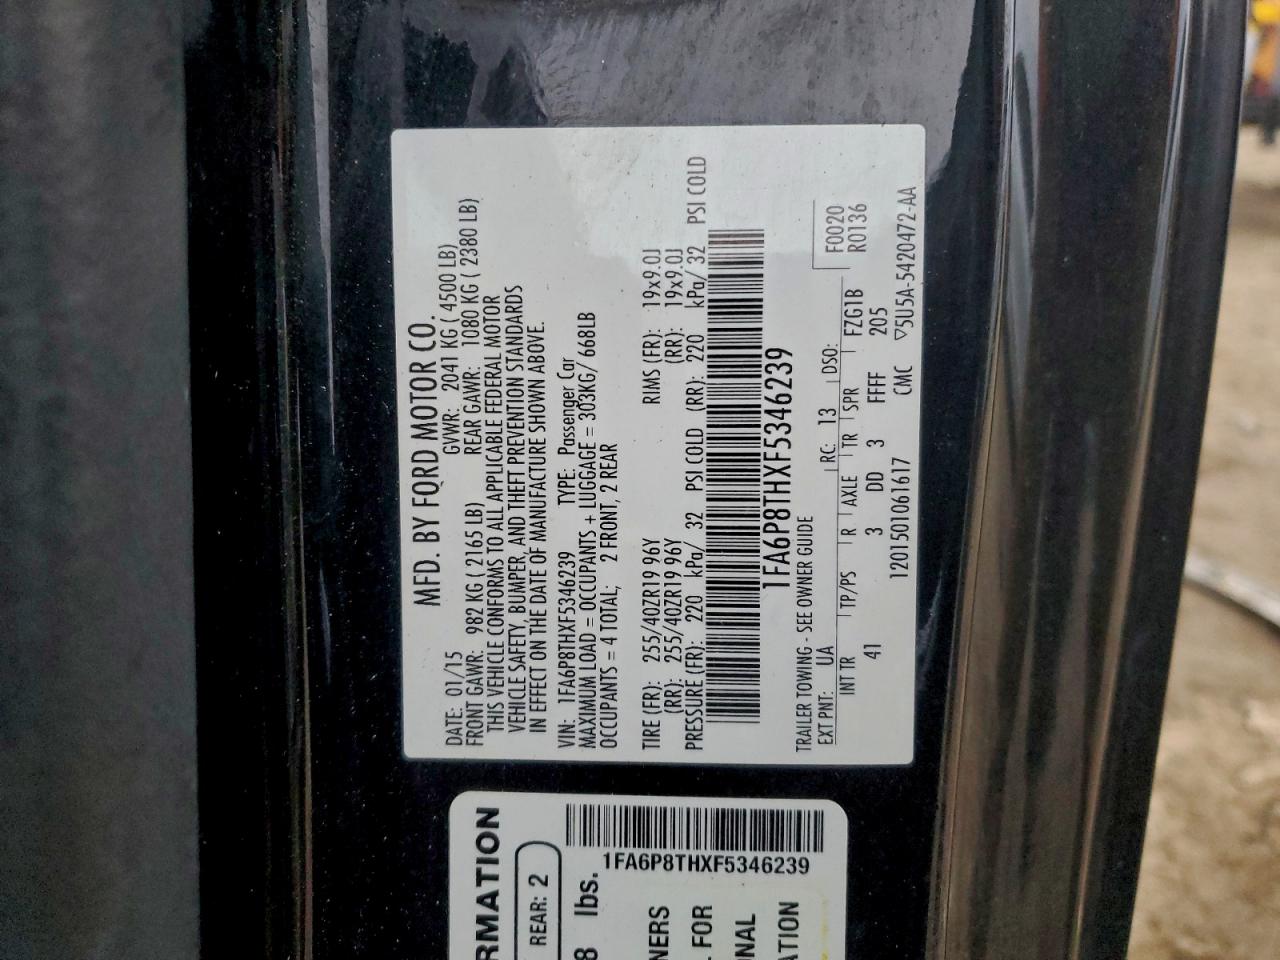 MFD. BY FORD MOTOR CO.
DATE: 01/15 GVWR: 2041 KG ( 4500 LB)
FRONT GAWR: 982 KG ( 2165 LB) REAR GAWR: 1080 KG ( 2380 LB)
THIS VEHICLE CONFORMS TO ALL APPLICABLE FEDERAL MOTOR
VEHICLE SAFETY, BUMPER, AND THEFT PREVENTION STANDARDS
IN EFFECT ON THE DATE OF MANUFACTURE SHOWN ABOVE.
VIN: 1FA6P8THXF5346239 TYPE: Passenger Car
MAXIMUM LOAD = OCCUPANTS + LUGGAGE = 303KG/ 668LB
OCCUPANTS = 4 TOTAL; 2 FRONT, 2 REAR
TIRE (FR): 255/40ZR19 96Y RIMS (FR): 19x9.0J
(RR): 255/40ZR19 96Y (RR): 19x9.0J
PRESSURE (FR): 220 kPa/ 32 PSI COLD (RR): 220 kPa/ 32 PSI COLD
1FA6P8THXF5346239
TRAILER TOWING - SEE OWNER GUIDE
EXT PNT: UA RC: 13 DSO: F0020
INT TR TP/PS R AXLE TR SPR FZG1B R0136
41 3 DD 3 FFFF 205
1201501061617 CMC ▽5U5A-5420472-AA
RMATION
REAR: 2
8 lbs.
1FA6P8THXF5346239
NERS
L FOR
ONAL
ATION